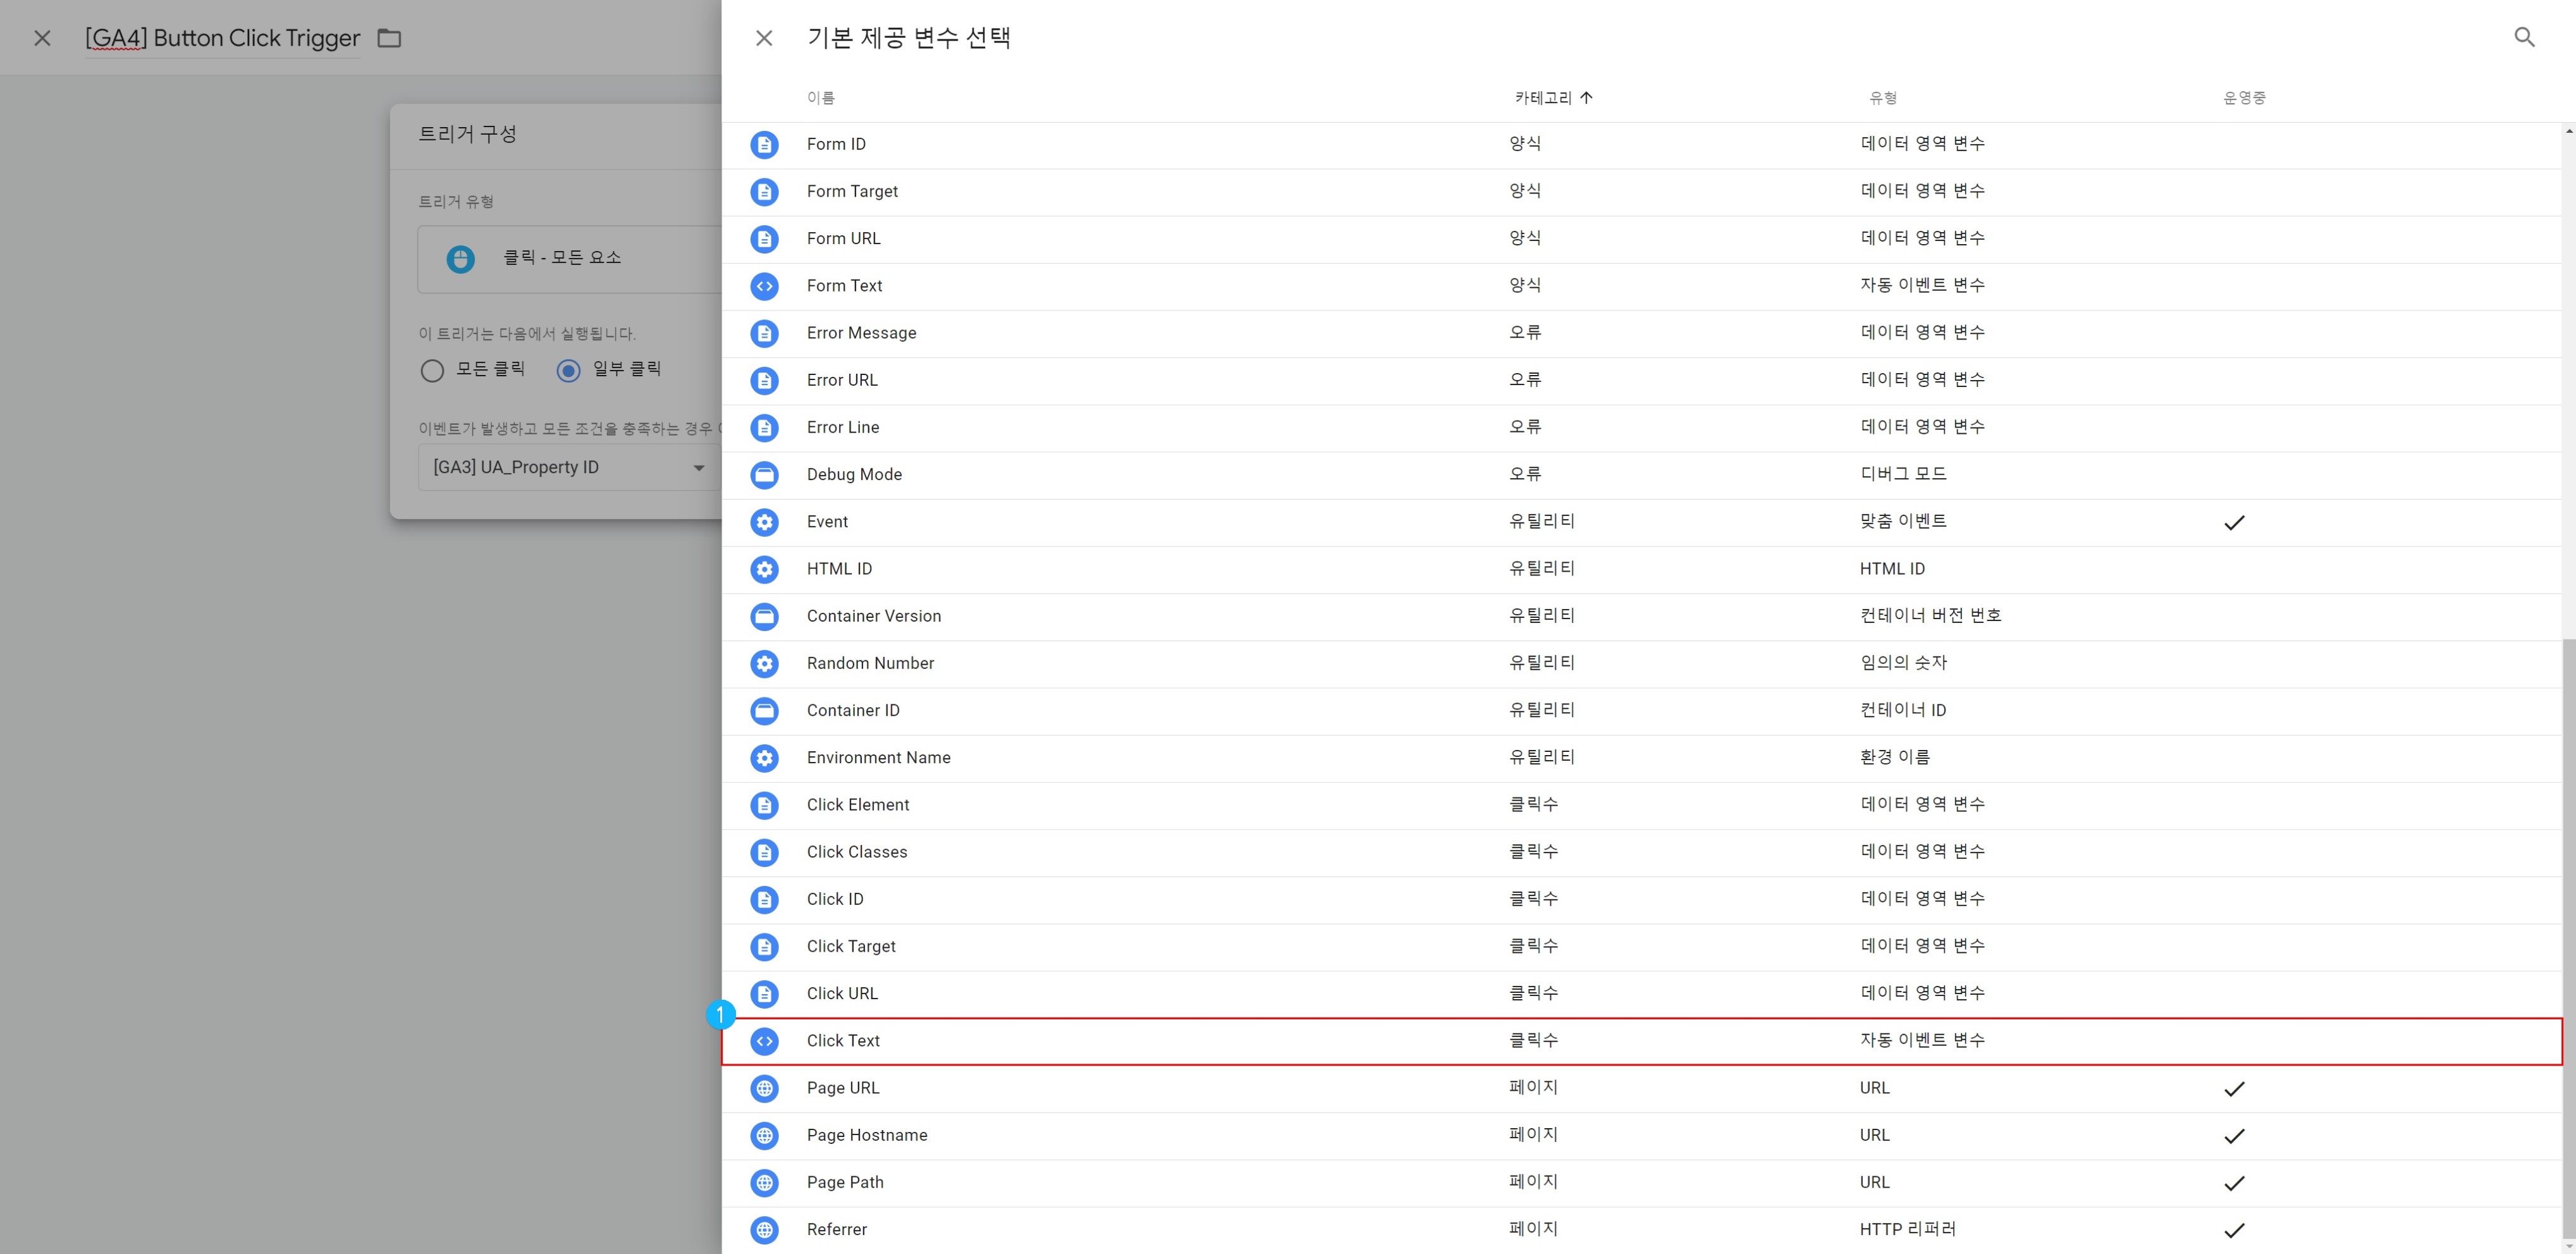 [GA4] Button Click Trigger
트리거 구성
트리거 유형
클릭 - 모든 요소
이 트리거는 다음에서 실행됩니다.
모든 클릭 일부 클릭
이벤트가 발생하고 모든 조건을 충족하는 경우
[GA3] UA_Property ID
기본 제공 변수 선택
이름 카테고리 유형 운영중
Form ID 양식 데이터 영역 변수
Form Target 양식 데이터 영역 변수
Form URL 양식 데이터 영역 변수
Form Text 양식 자동 이벤트 변수
Error Message 오류 데이터 영역 변수
Error URL 오류 데이터 영역 변수
Error Line 오류 데이터 영역 변수
Debug Mode 오류 디버그 모드
Event 유틸리티 맞춤 이벤트
HTML ID 유틸리티 HTML ID
Container Version 유틸리티 컨테이너 버전 번호
Random Number 유틸리티 임의의 숫자
Container ID 유틸리티 컨테이너 ID
Environment Name 유틸리티 환경 이름
Click Element 클릭수 데이터 영역 변수
Click Classes 클릭수 데이터 영역 변수
Click ID 클릭수 데이터 영역 변수
Click Target 클릭수 데이터 영역 변수
Click URL 클릭수 데이터 영역 변수
1
Click Text 클릭수 자동 이벤트 변수
Page URL 페이지 URL
Page Hostname 페이지 URL
Page Path 페이지 URL
Referrer 페이지 HTTP 리퍼러